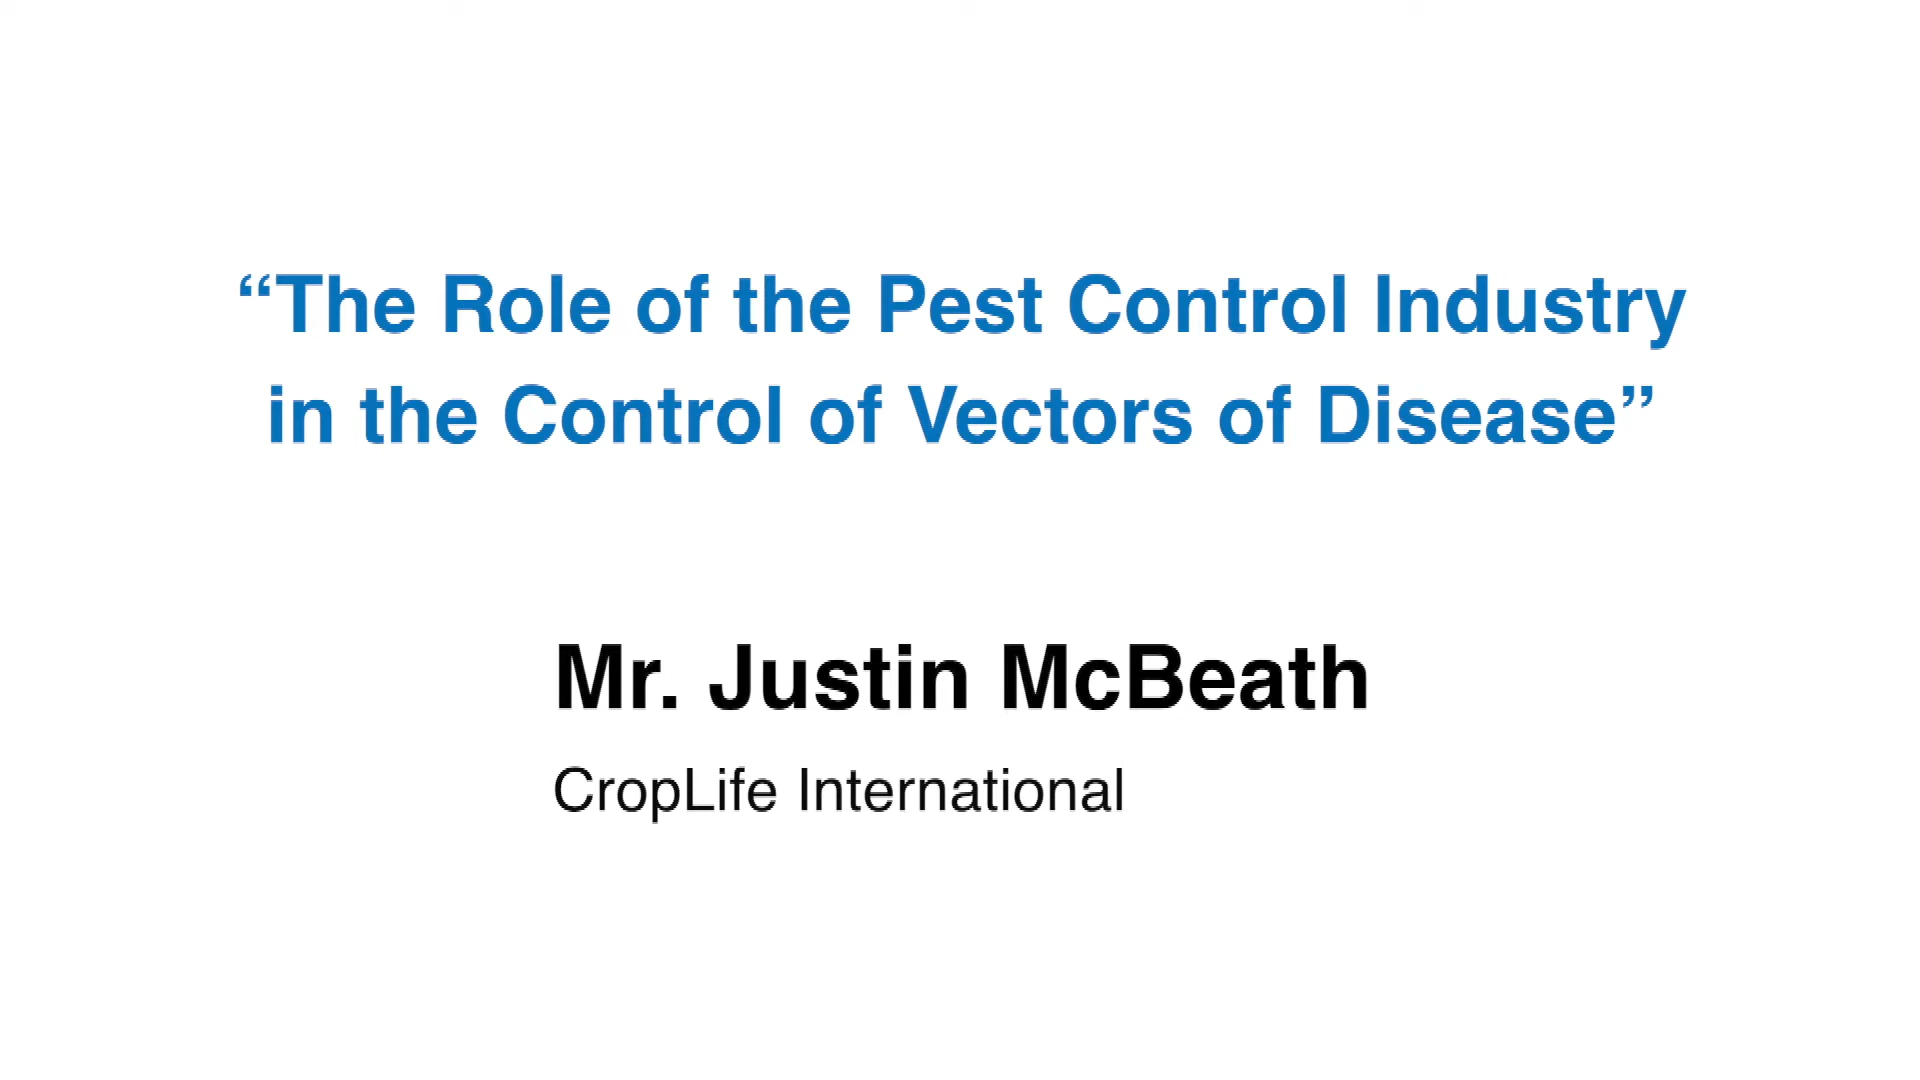 “The Role of the Pest Control Industry
in the Control of Vectors of Disease”
Mr. Justin McBeath
CropLife International